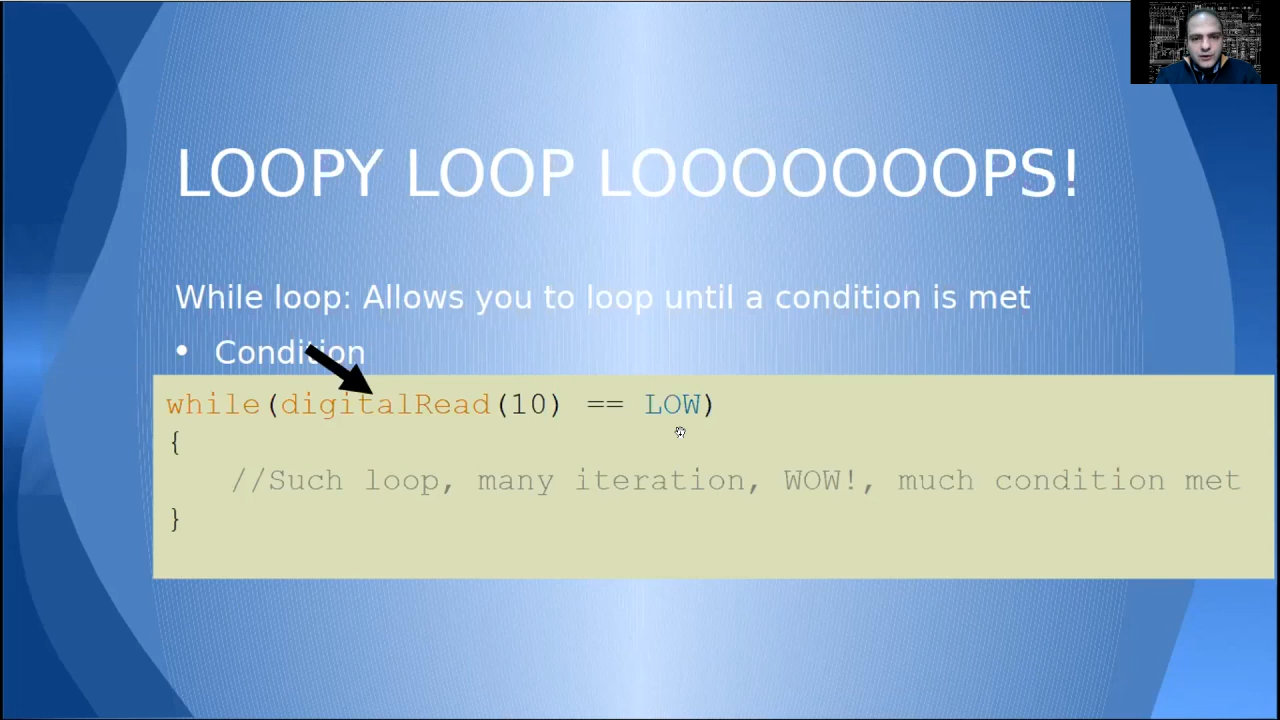 LOOPY LOOP LOOOOOOOPS!
While loop: Allows you to loop until a condition is met
• Condition
while(digitalRead(10) == LOW)
{
//Such loop, many iteration, WOW!, much condition met
}